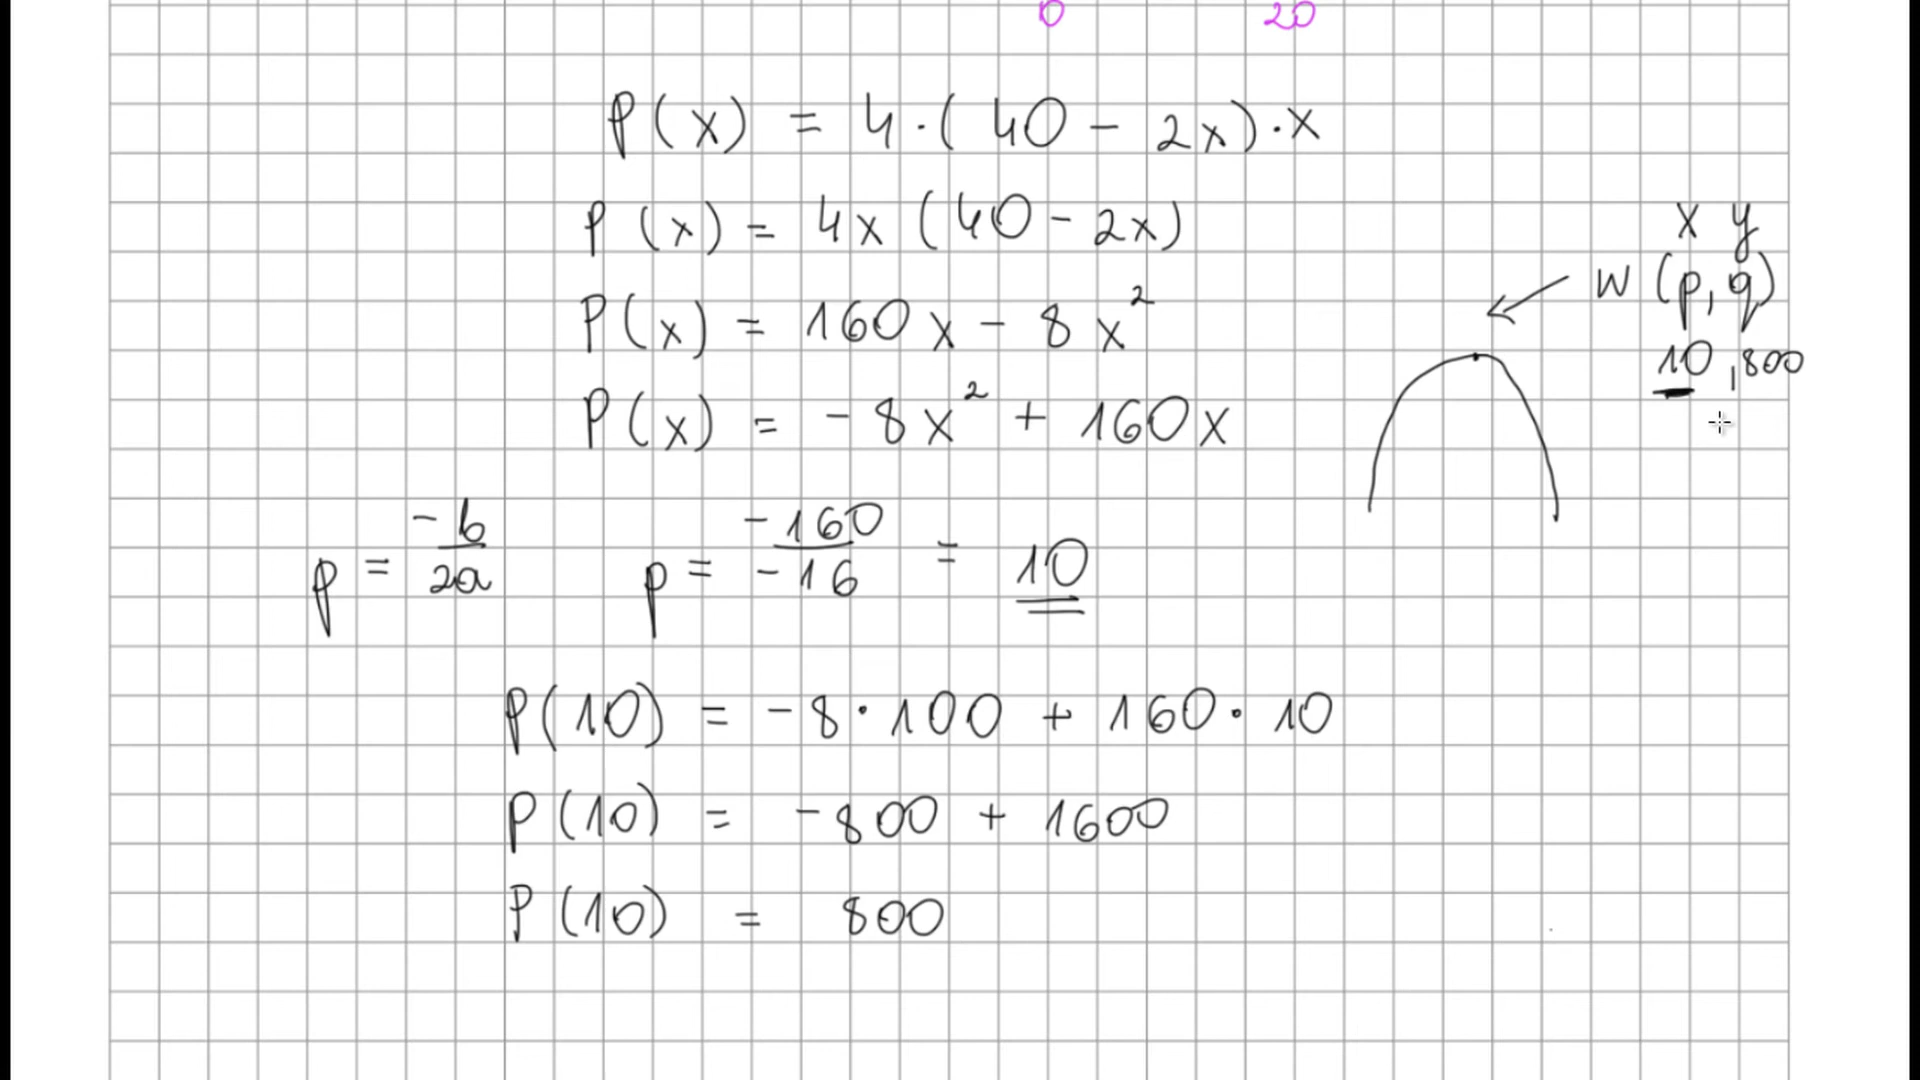 0 20
P(x) = 4·(40 - 2x)·x
P(x) = 4x(40 - 2x)
P(x) = 160x - 8x²
P(x) = -8x² + 160x
x y
W (p, q)
10, 800
p = -b/2a p = -160/-16 = 10
P(10) = -8·100 + 160·10
P(10) = -800 + 1600
P(10) = 800